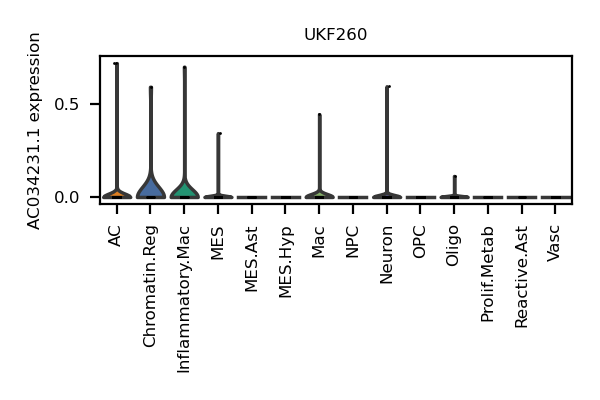 UKF260
AC034231.1 expression
0.5
0.0
AC
Chromatin.Reg
Inflammatory.Mac
MES
MES.Ast
MES.Hyp
Mac
NPC
Neuron
OPC
Oligo
Prolif.Metab
Reactive.Ast
Vasc